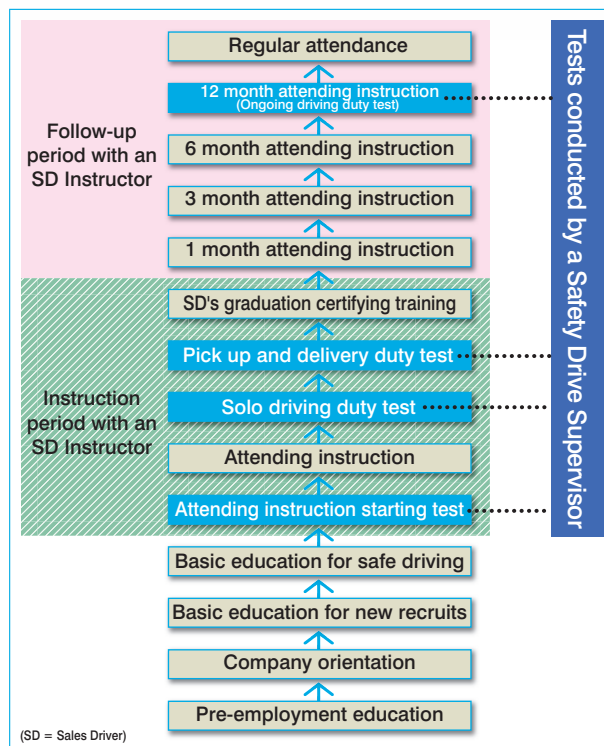 Regular attendance
12 month attending instruction
(Ongoing driving duty test)
6 month attending instruction
3 month attending instruction
1 month attending instruction
Follow-up
period with an
SD Instructor
SD's graduation certifying training
Pick up and delivery duty test
Solo driving duty test
Attending instruction
Attending instruction starting test
Instruction
period with an
SD Instructor
Basic education for safe driving
Basic education for new recruits
Company orientation
Pre-employment education
(SD = Sales Driver)
Tests conducted by a Safety Drive Supervisor